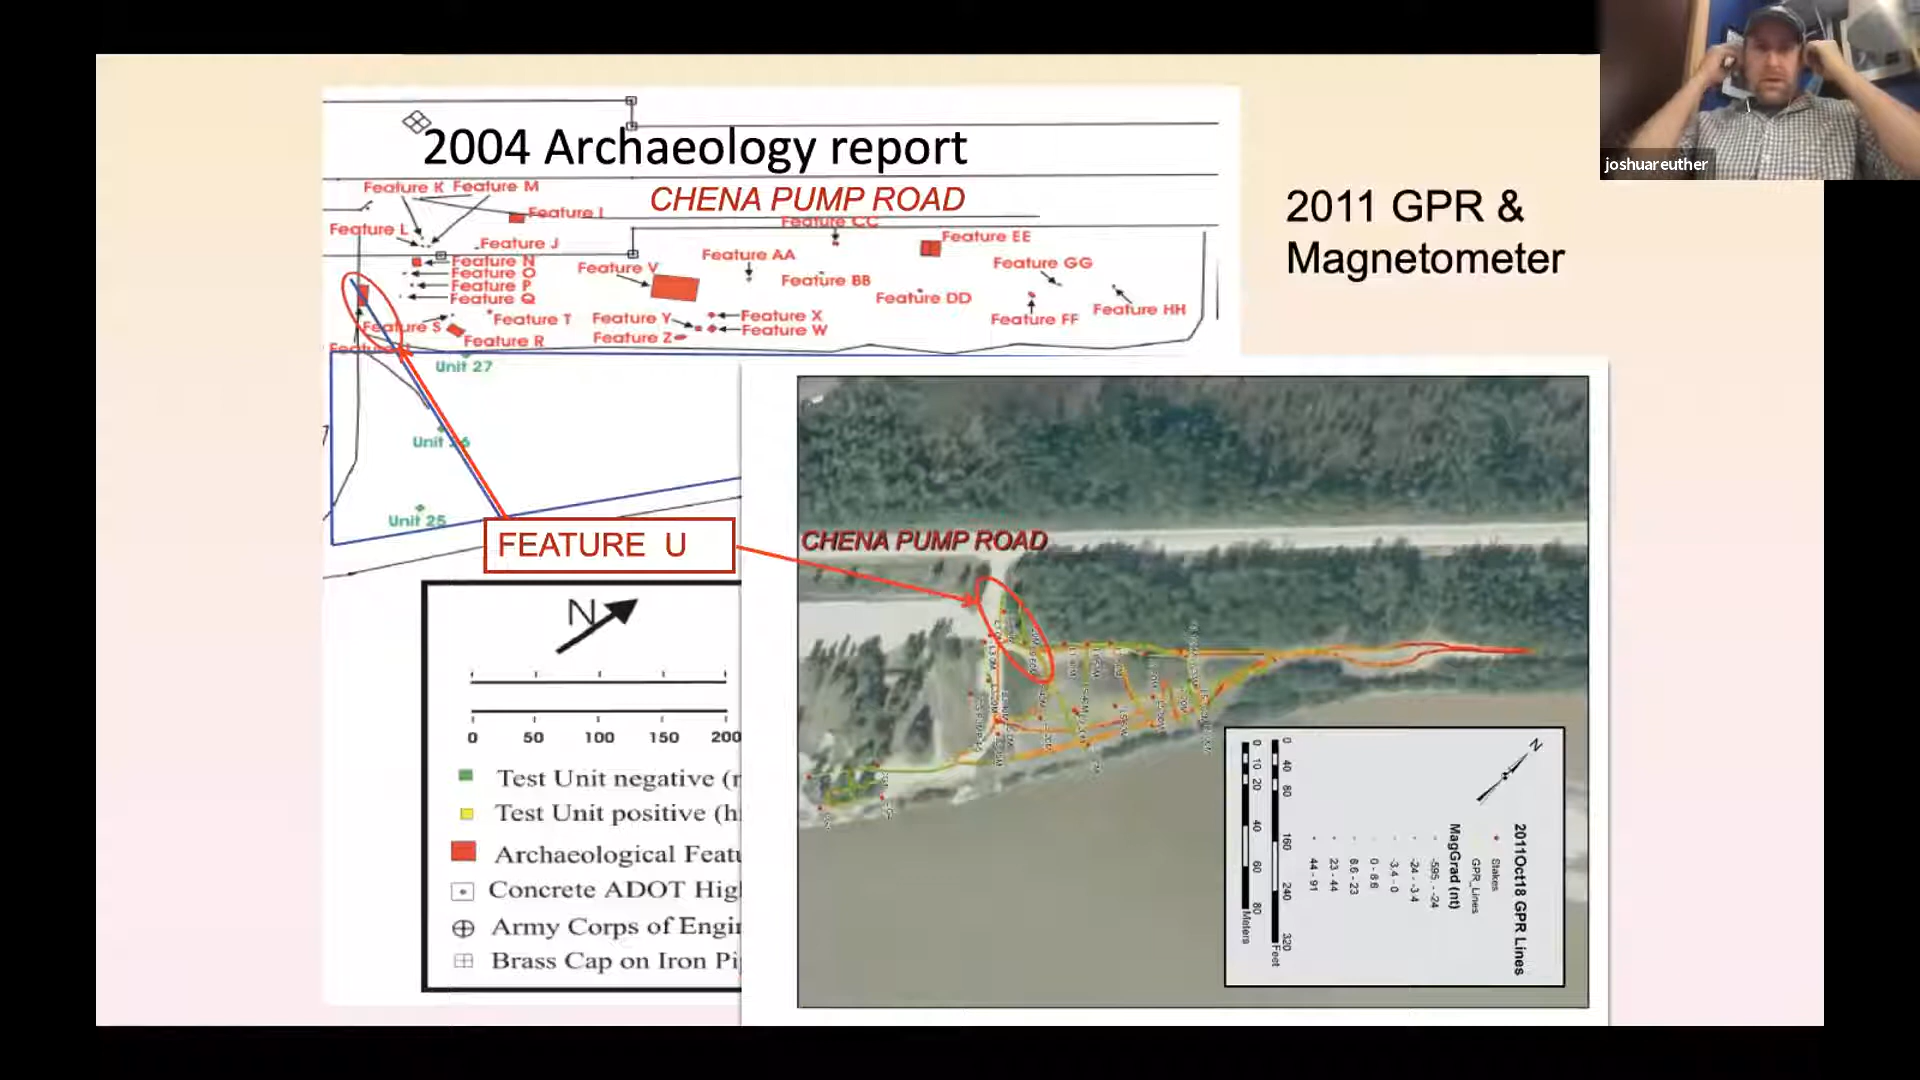 joshuareuther
2004 Archaeology report
CHENA PUMP ROAD
2011 GPR &
Magnetometer
Feature K
Feature M
Feature I
Feature L
Feature J
Feature CC
Feature EE
Feature N
Feature O
Feature P
Feature Q
Feature V
Feature AA
Feature BB
Feature GG
Feature DD
Feature HH
Feature S
Feature T
Feature Y
Feature X
Feature W
Feature FF
Feature R
Feature Z
Unit 27
Unit 26
Unit 25
FEATURE U
N
0 50 100 150 200
Test Unit negative
Test Unit positive
Archaeological
Concrete ADOT
Army Corps of
Brass Cap on Iron
CHENA PUMP ROAD
N
2011Oct18 GPR Lines
Stakes
GPR_Lines
MagGrad (nt)
-595 - -24
-24 - -3.4
-3.4 - 0
0 - 8.6
8.6 - 23
23 - 44
44 - 91
0 40 80 160 240 320
Feet
0 10 20 40 60 80
Meters